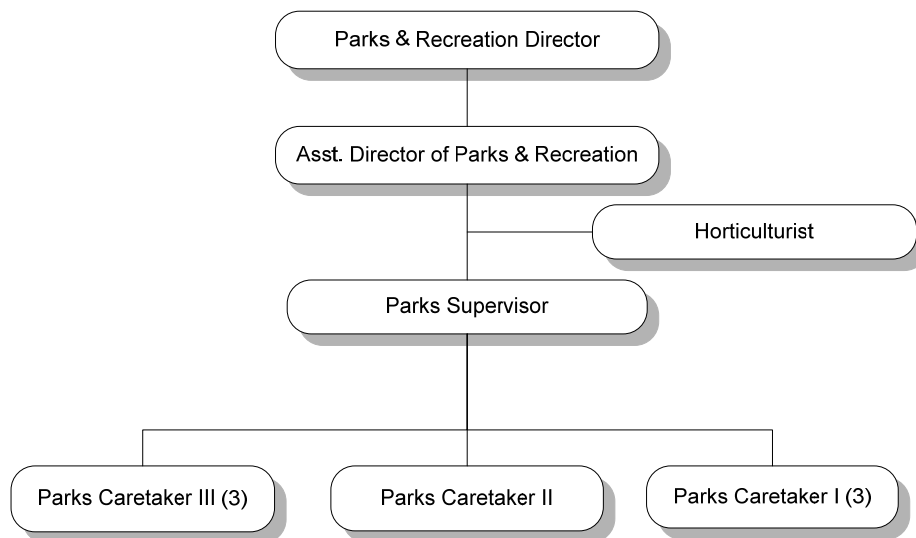 Parks & Recreation Director
Asst. Director of Parks & Recreation
Horticulturist
Parks Supervisor
Parks Caretaker III (3)
Parks Caretaker II
Parks Caretaker I (3)